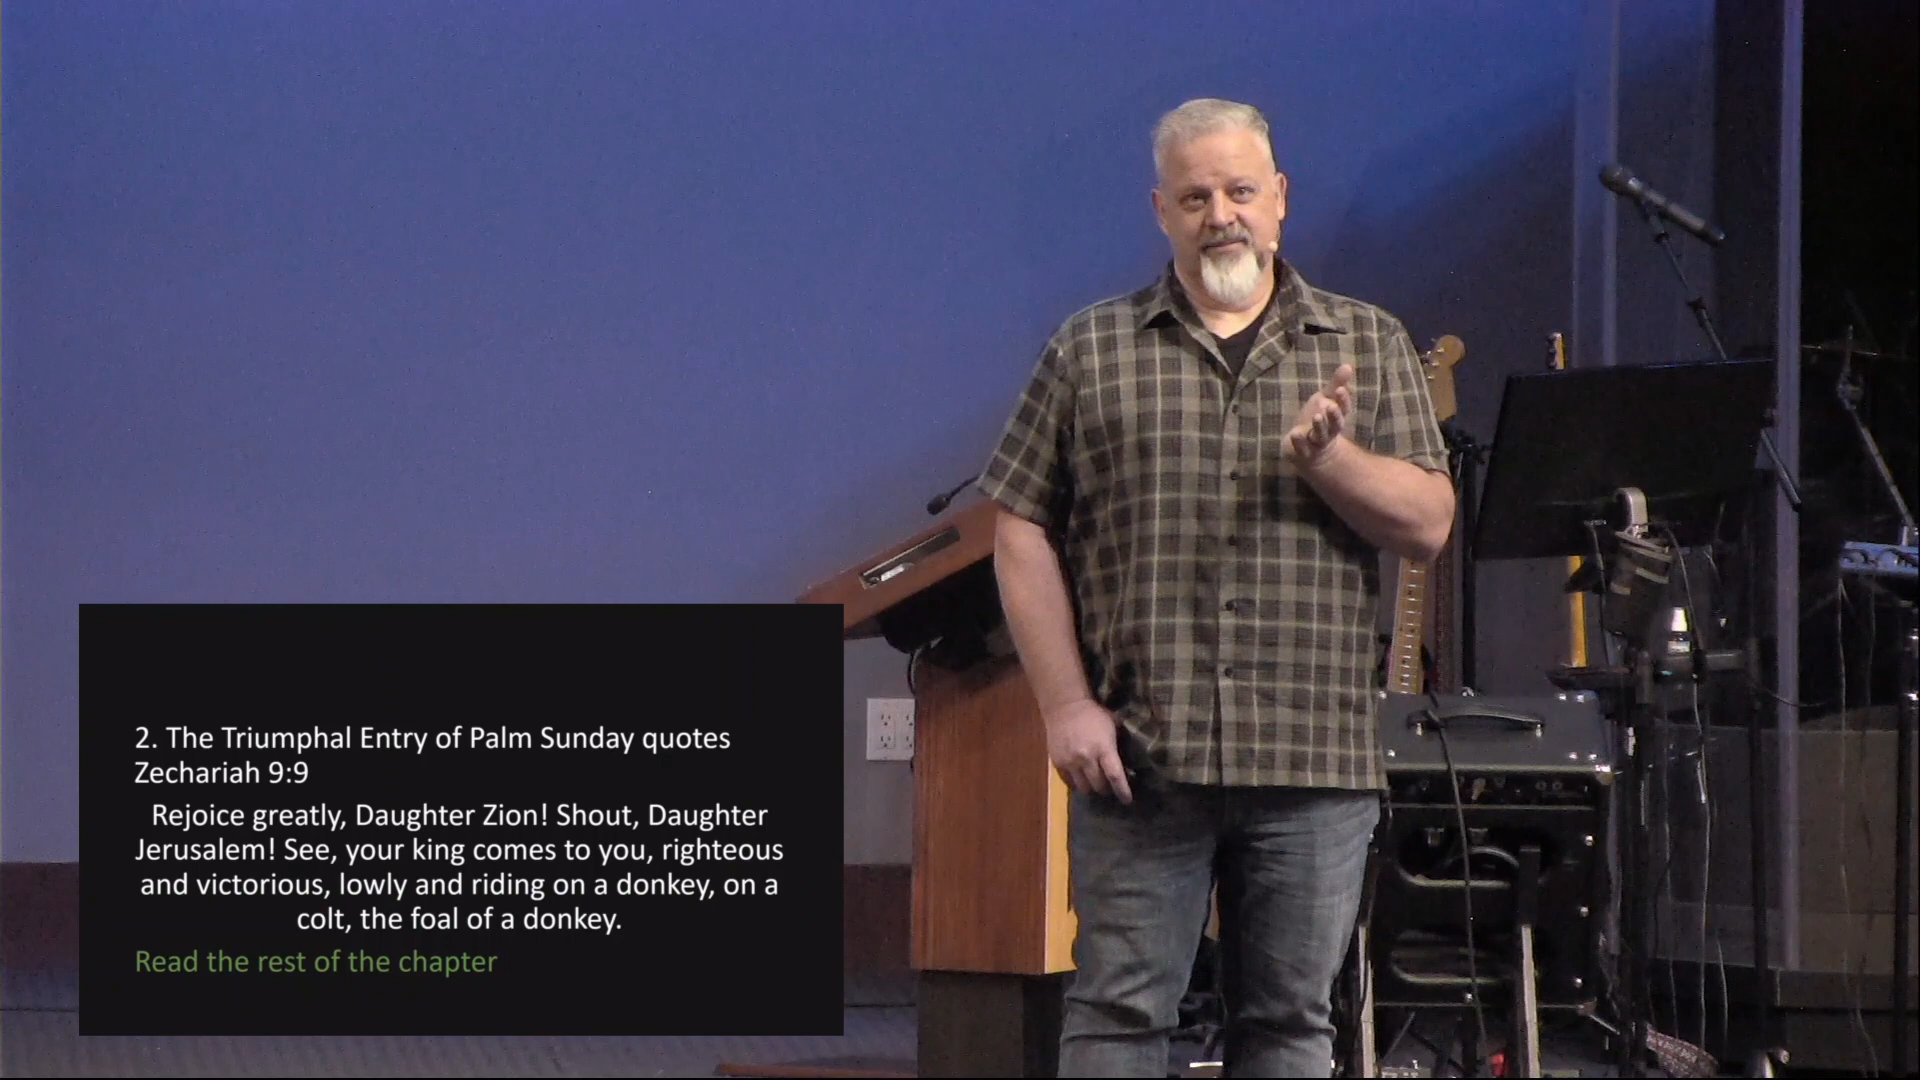 2. The Triumphal Entry of Palm Sunday quotes
Zechariah 9:9
Rejoice greatly, Daughter Zion! Shout, Daughter
Jerusalem! See, your king comes to you, righteous
and victorious, lowly and riding on a donkey, on a
colt, the foal of a donkey.
Read the rest of the chapter